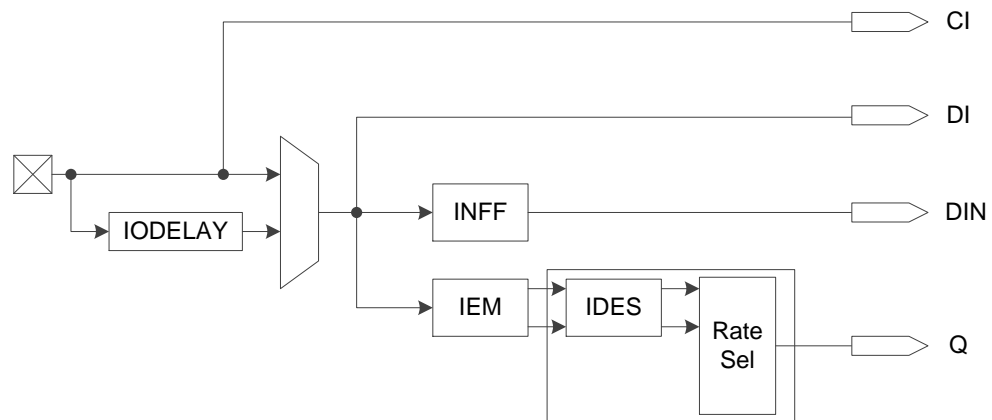 CI
DI
IODELAY
INFF
DIN
IEM
IDES
Rate
Sel
Q